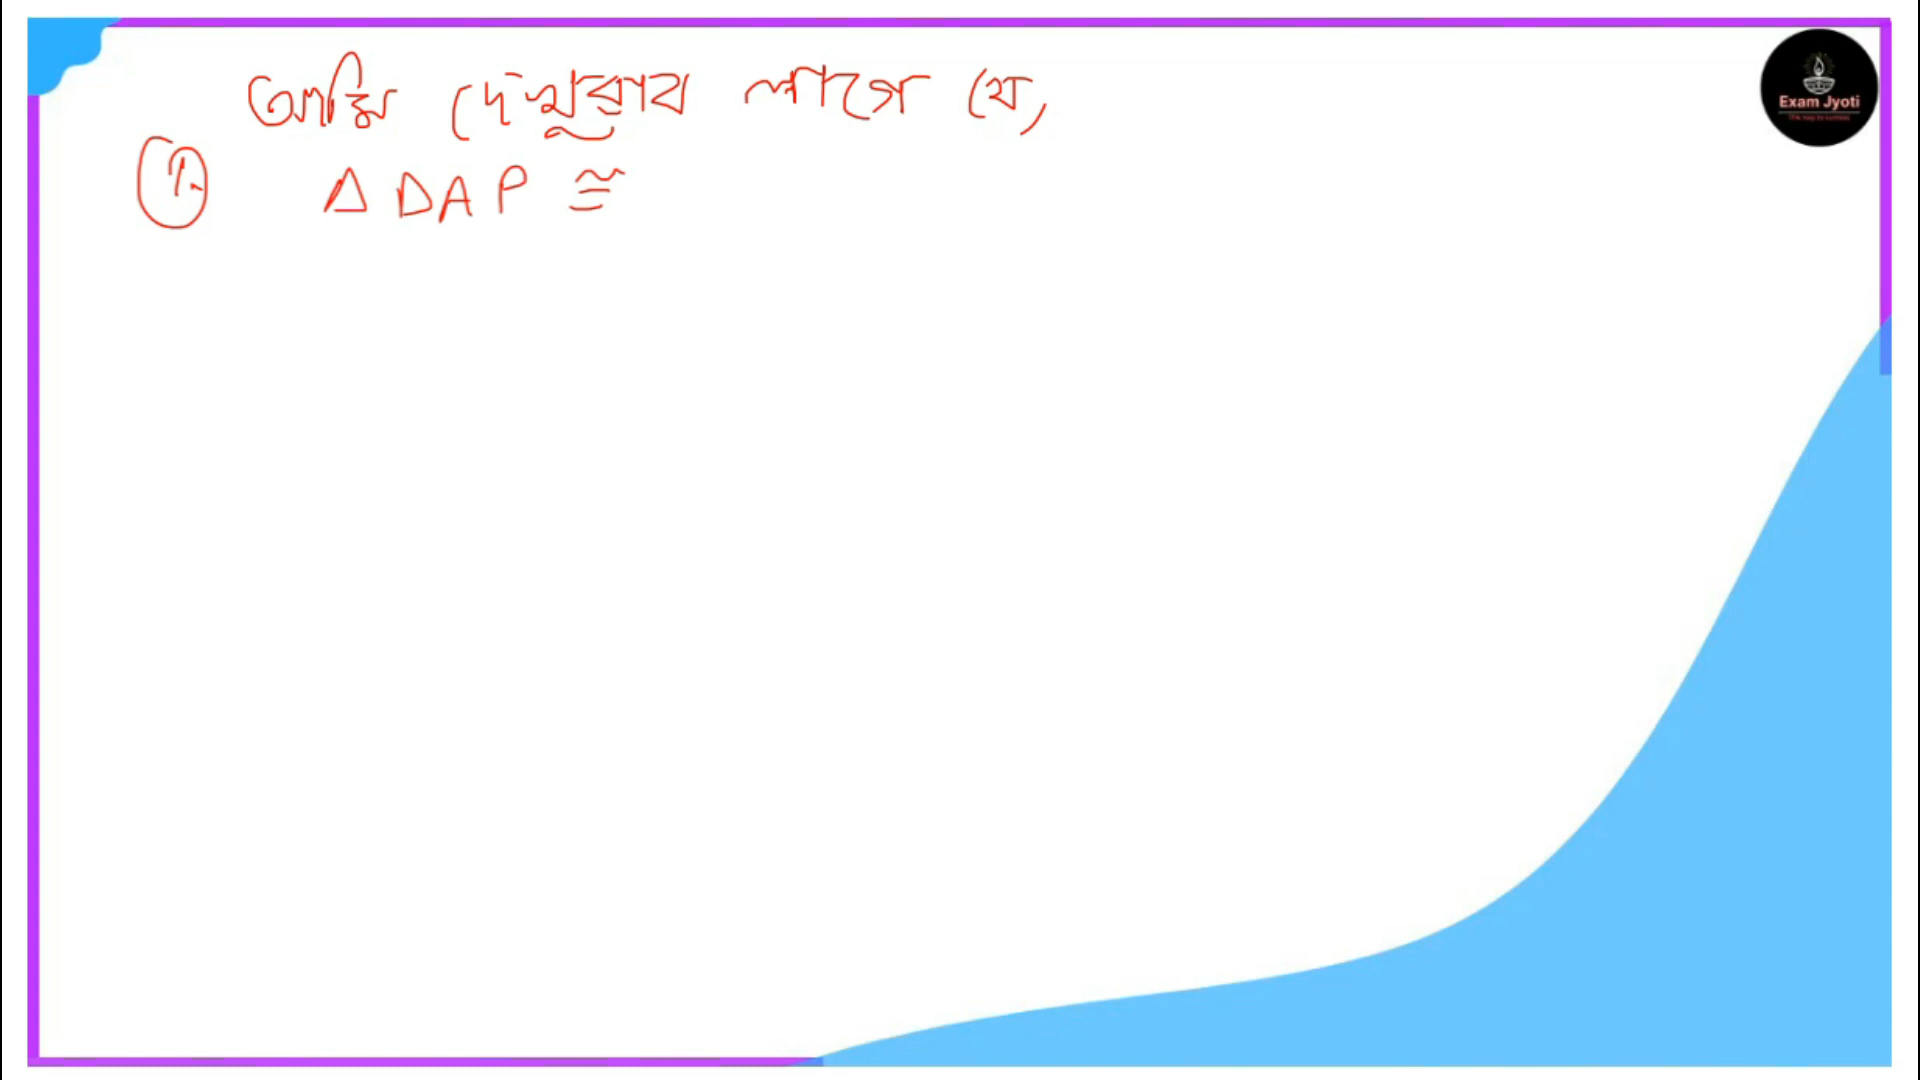 আমি দেখুৱাব লাগে যে,
(i) Δ DAP ≅
Exam Jyoti